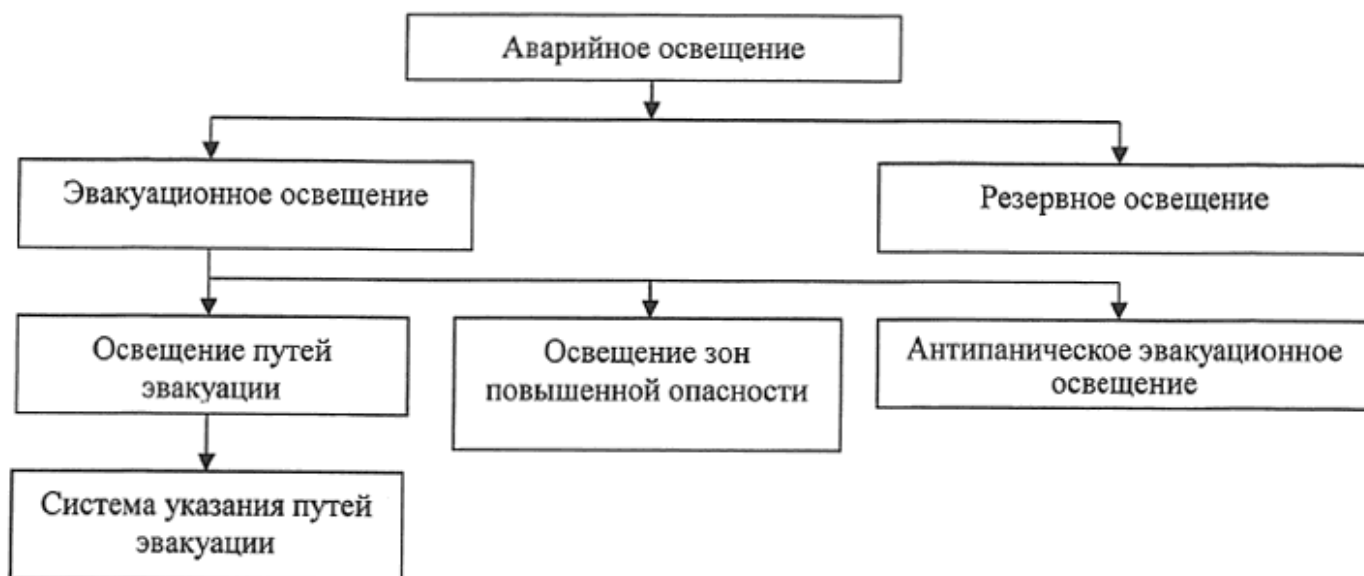 Аварийное освещение
Эвакуационное освещение
Резервное освещение
Освещение путей
эвакуации
Освещение зон
повышенной опасности
Антипаническое эвакуационное
освещение
Система указания путей
эвакуации